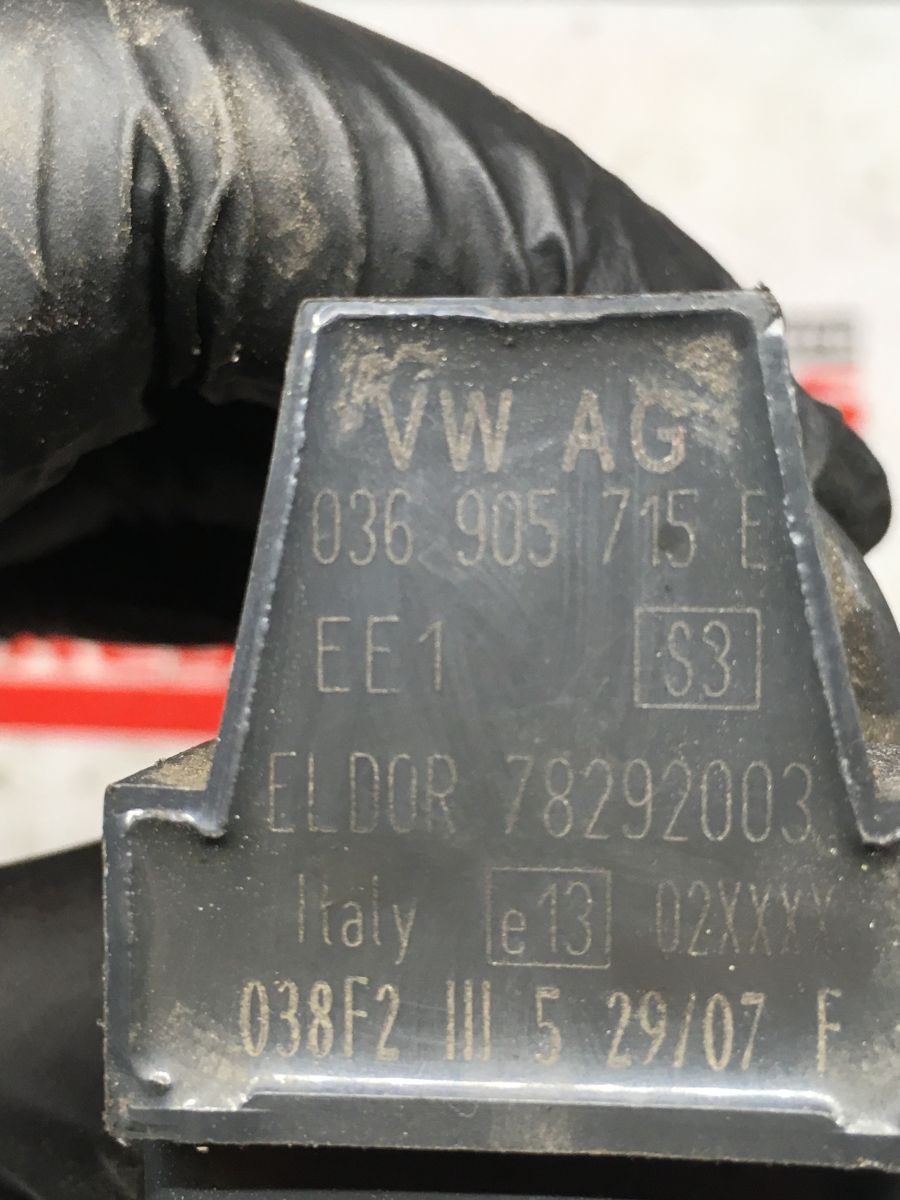 VW AG
036 905 715 E
EE1 S3
ELDOR 78292003
Italy e13 02XXXX
038F2 III 5 29/07 F